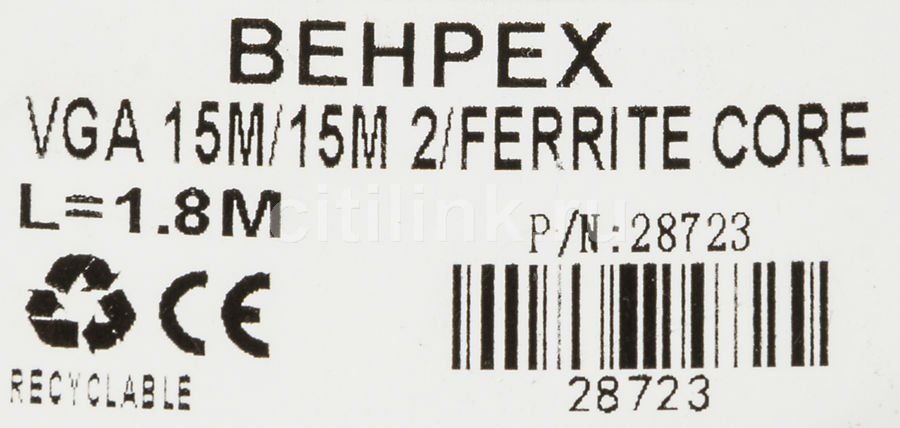 BEHPEX
VGA 15M/15M 2/FERRITE CORE
L=1.8M
citilink.ru
P/N:28723
CE
RECYCLABLE
28723